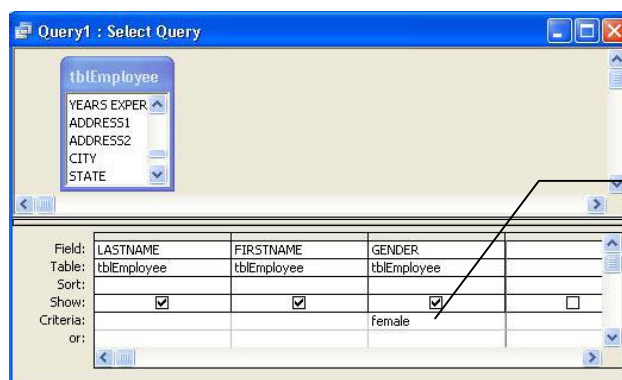 Query1 : Select Query
tblEmployee
YEARS EXPER
ADDRESS1
ADDRESS2
CITY
STATE
Field: LASTNAME FIRSTNAME GENDER
Table: tblEmployee tblEmployee tblEmployee
Sort:
Show:
Criteria: female
or: